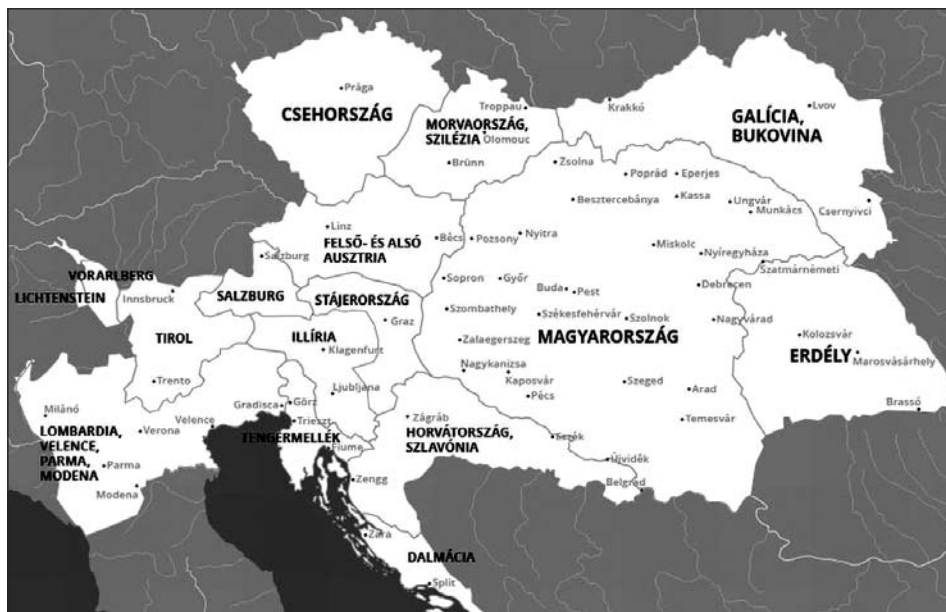 Prága
CSEHORSZÁG
Troppau
MORVAORSZÁG,
SZILÉZIA
Olomouc
Brünn
Krakkó
Lvov
GALÍCIA,
BUKOVINA
Csernyivci
Zsolna
Poprád
Eperjes
Besztercebánya
Kassa
Ungvár
Munkács
Linz
FELSŐ- ÉS ALSÓ
AUSZTRIA
Bécs
Pozsony
Nyitra
Miskolc
Nyíregyháza
Szatmárnémeti
Salzburg
VORARLBERG
LICHTENSTEIN
Innsbruck
SALZBURG
STÁJERORSZÁG
Graz
Sopron
Győr
Buda
Pest
Debrecen
Szombathely
Székesfehérvár
Szolnok
Nagyvárad
MAGYARORSZÁG
Kolozsvár
ERDÉLY
Marosvásárhely
Brassó
TIROL
ILLÍRIA
Klagenfurt
Zalaegerszeg
Nagykanizsa
Kaposvár
Pécs
Szeged
Arad
Temesvár
Trento
Ljubljana
Milánó
Velence
Gradisca
Görz
Trieszt
TENGERMELLÉK
Fiume
LOMBARDIA,
VELENCE,
PARMA,
MODENA
Verona
Parma
Modena
Zágráb
HORVÁTORSZÁG,
SZLAVÓNIA
Eszék
Újvidék
Belgrad
Zengg
Zára
DALMÁCIA
Split